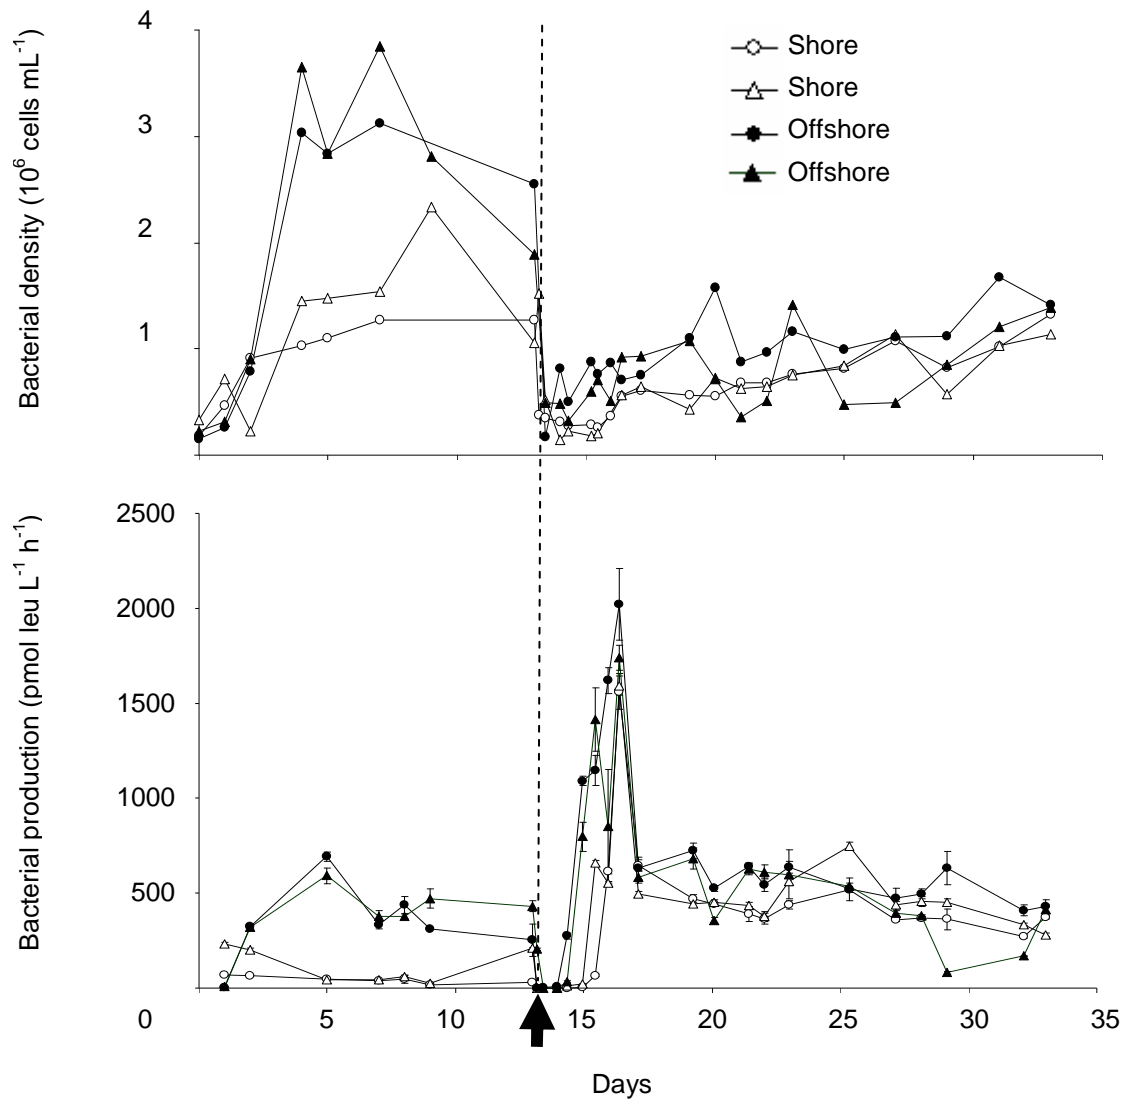 4
3
2
1
Bacterial density (10⁶ cells mL⁻¹)
Shore
Shore
Offshore
Offshore
2500
2000
1500
1000
500
0
Bacterial production (pmol leu L⁻¹ h⁻¹)
5 10 15 20 25 30 35
Days